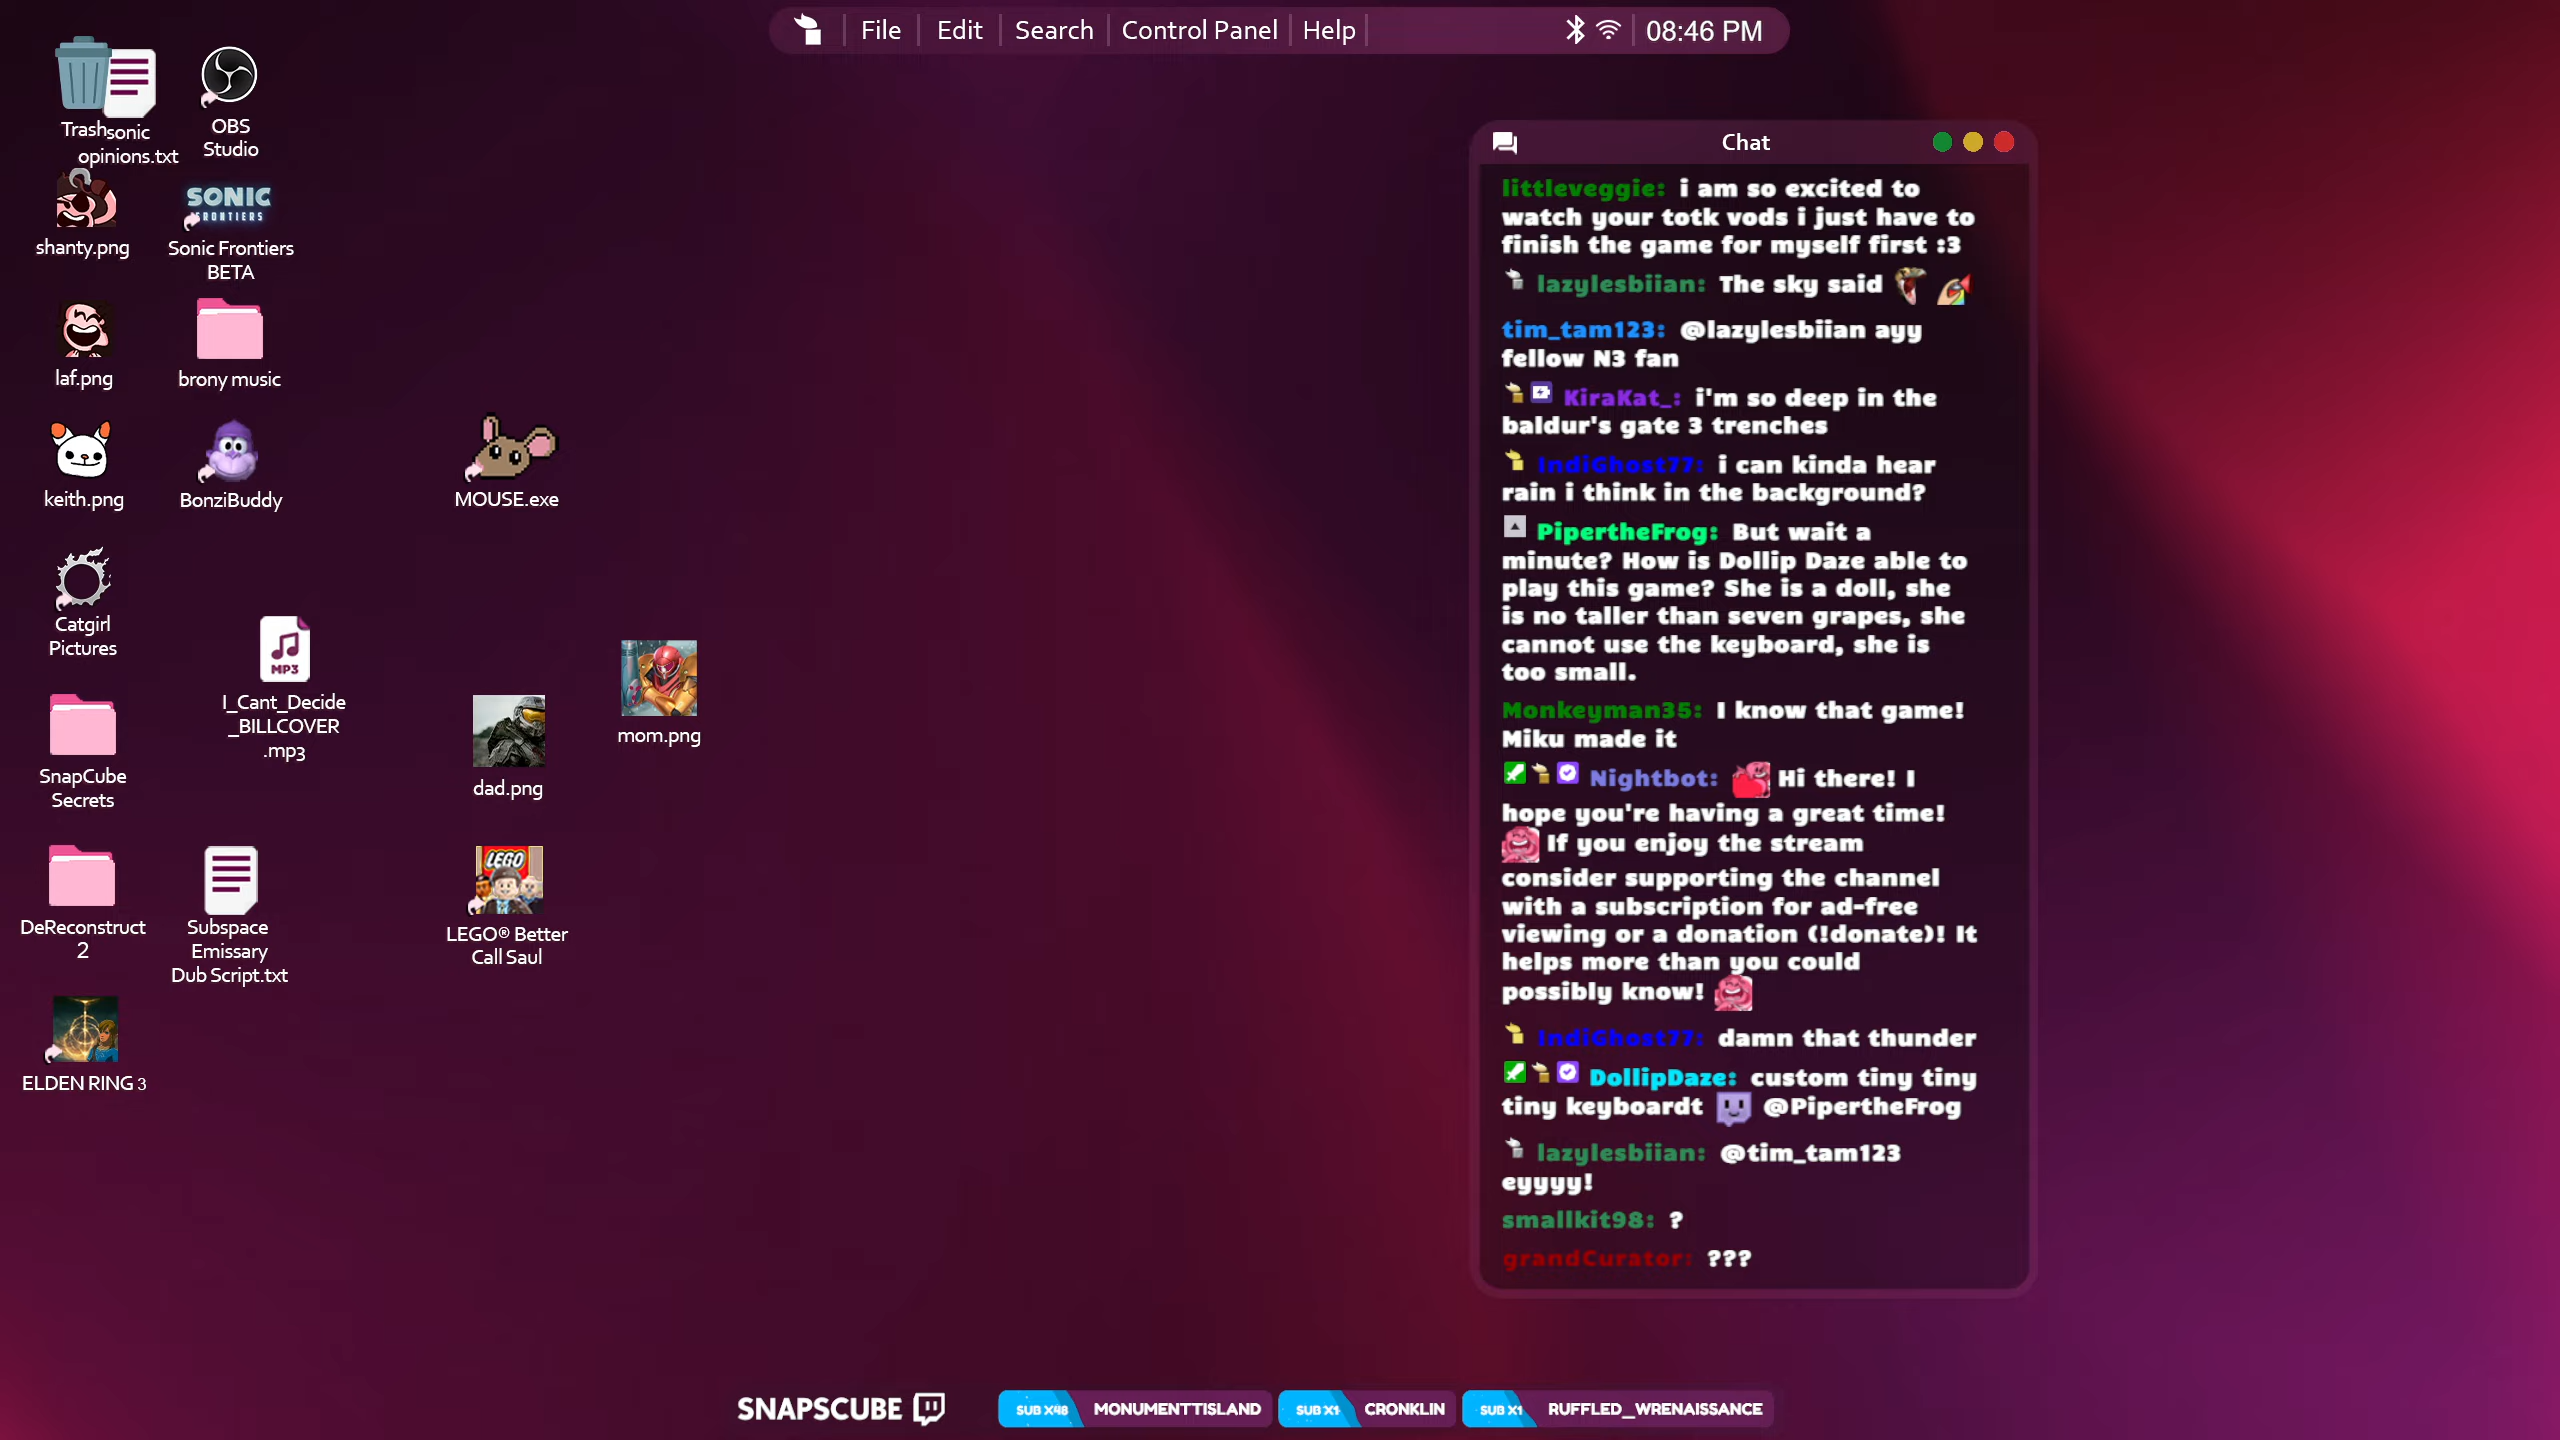 File
Edit
Search
Control Panel
Help
08:46 PM
Trash
sonic
opinions.txt
OBS
Studio
shanty.png
SONIC
FRONTIERS
Sonic Frontiers
BETA
laf.png
brony music
keith.png
BonziBuddy
MOUSE.exe
Catgirl
Pictures
MP3
I_Cant_Decide
_BILLCOVER
.mp3
mom.png
dad.png
SnapCube
Secrets
DeReconstruct
2
Subspace
Emissary
Dub Script.txt
LEGO
LEGO® Better
Call Saul
ELDEN RING 3
Chat
littleveggie: i am so excited to
watch your totk vods i just have to
finish the game for myself first :3
lazylesbiian: The sky said
tim_tam123: @lazylesbiian ayy
fellow N3 fan
KiraKat_: i'm so deep in the
baldur's gate 3 trenches
IndiGhost77: i can kinda hear
rain i think in the background?
PipertheFrog: But wait a
minute? How is Dollip Daze able to
play this game? She is a doll, she
is no taller than seven grapes, she
cannot use the keyboard, she is
too small.
Monkeyman35: I know that game!
Miku made it
Nightbot: Hi there! I
hope you're having a great time!
If you enjoy the stream
consider supporting the channel
with a subscription for ad-free
viewing or a donation (!donate)! It
helps more than you could
possibly know!
IndiGhost77: damn that thunder
DollipDaze: custom tiny tiny
tiny keyboardt @PipertheFrog
lazylesbiian: @tim_tam123
eyyyy!
smallkit98: ?
grandCurator: ???
SNAPSCUBE
SUB X48 MONUMENTTISLAND
SUB X1 CRONKLIN
SUB X1 RUFFLED_WRENAISSANCE